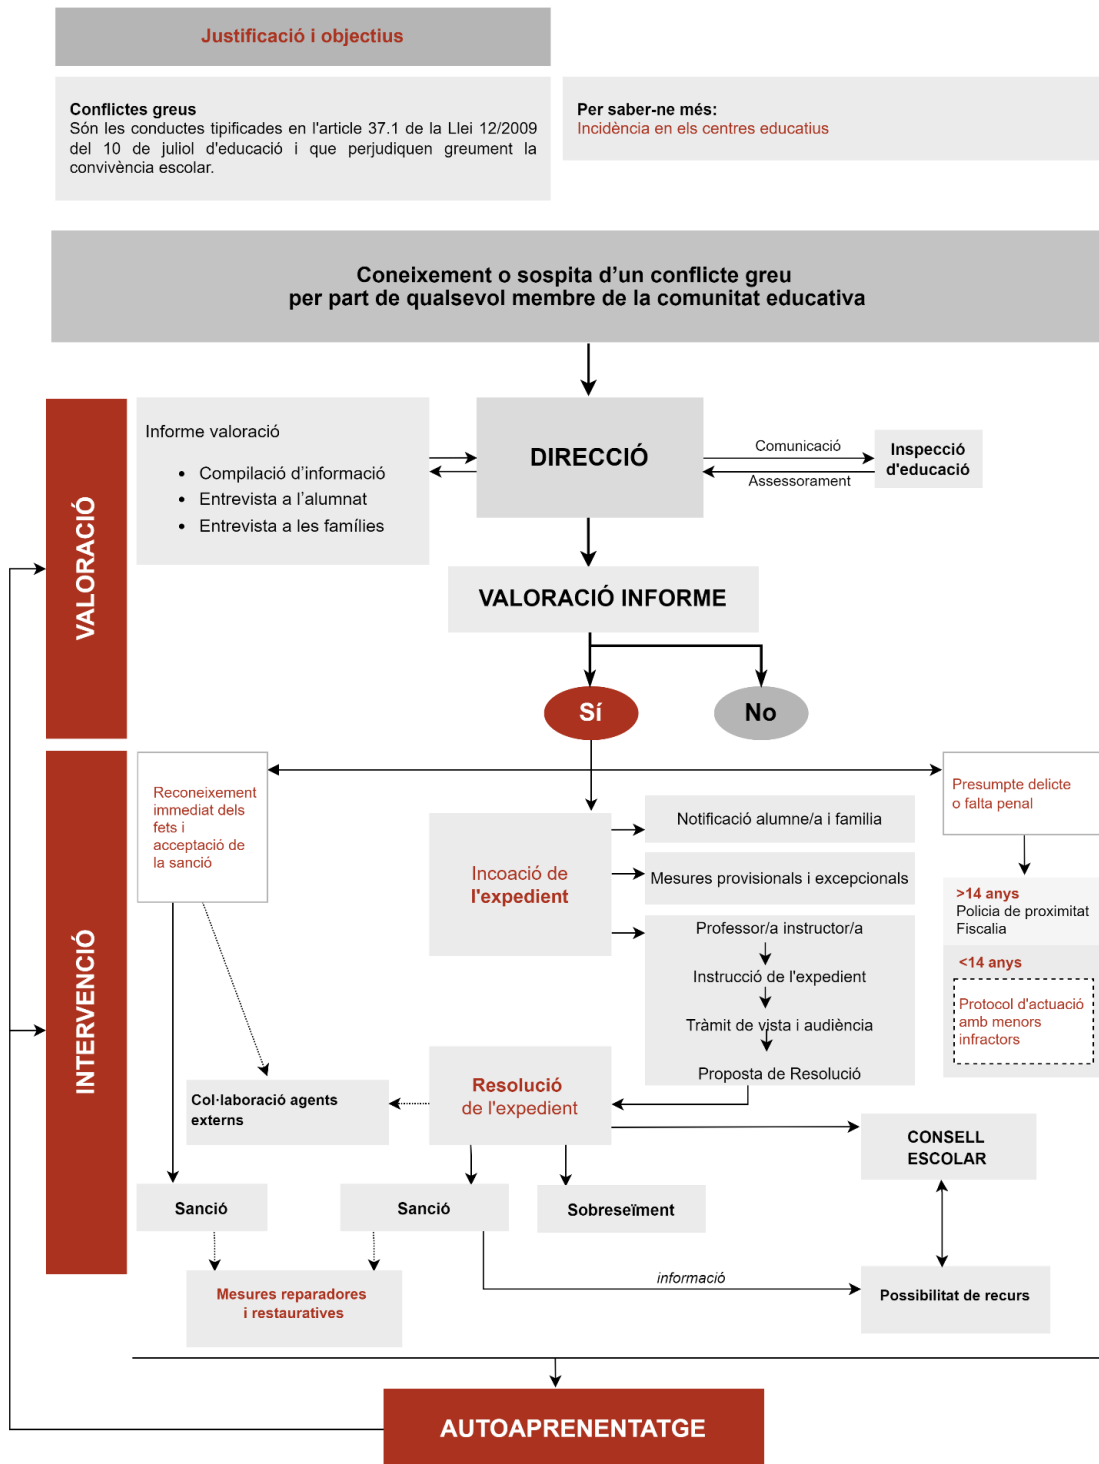 Justificació i objectius
Conflictes greus
Són les conductes tipificades en l'article 37.1 de la Llei 12/2009
del 10 de juliol d'educació i que perjudiquen greument la
convivència escolar.
Per saber-ne més:
Incidència en els centres educatius
Coneixement o sospita d'un conflicte greu
per part de qualsevol membre de la comunitat educativa
VALORACIÓ
Informe valoració
• Compilació d'informació
• Entrevista a l'alumnat
• Entrevista a les famílies
DIRECCIÓ
Comunicació
Assessorament
Inspecció
d'educació
VALORACIÓ INFORME
Sí
No
INTERVENCIÓ
Reconeixement
immediat dels
fets i
acceptació de
la sanció
Incoació de
l'expedient
Notificació alumne/a i familia
Mesures provisionals i excepcionals
Professor/a instructor/a
Instrucció de l'expedient
Tràmit de vista i audiència
Proposta de Resolució
Presumpte delicte
o falta penal
>14 anys
Policia de proximitat
Fiscalia
<14 anys
Protocol d'actuació
amb menors
infractors
Col·laboració agents
externs
Resolució
de l'expedient
CONSELL
ESCOLAR
Sanció
Sanció
Sobreseïment
Mesures reparadores
i restauratives
informació
Possibilitat de recurs
AUTOAPRENENTATGE